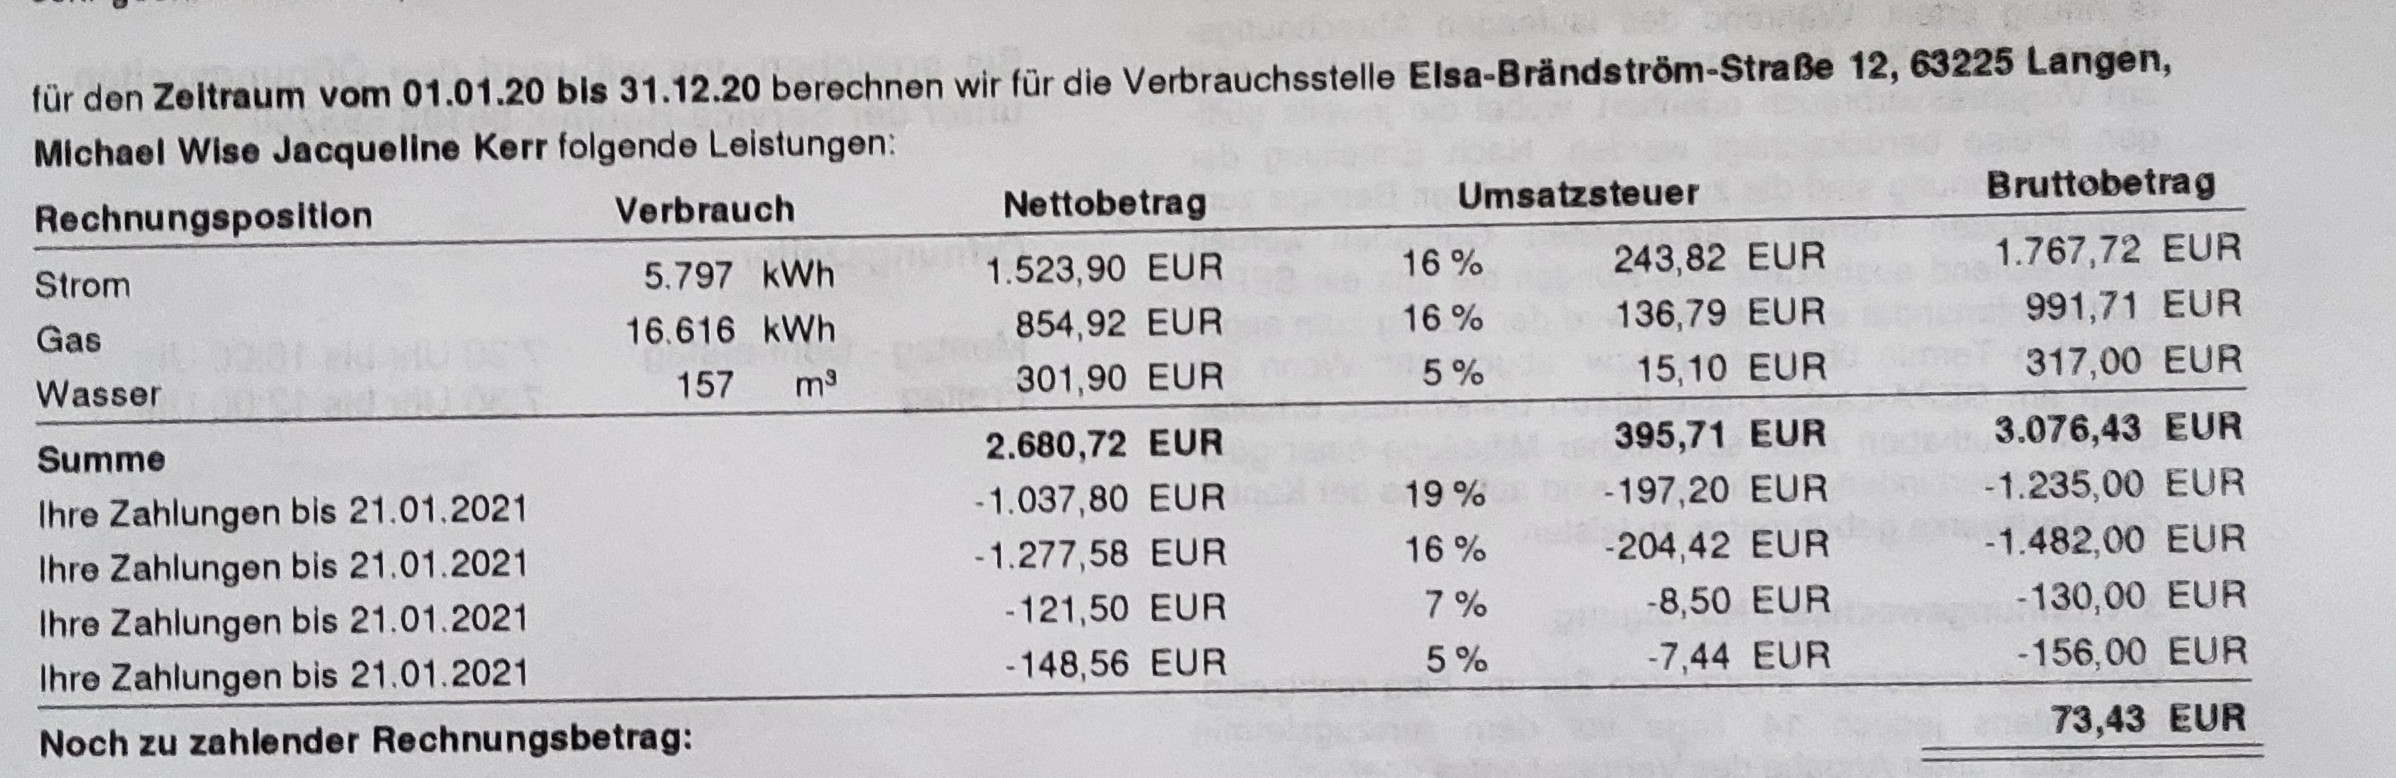 für den Zeitraum vom 01.01.20 bis 31.12.20 berechnen wir für die Verbrauchsstelle Elsa-Brändström-Straße 12, 63225 Langen,
Michael Wise Jacqueline Kerr folgende Leistungen:
Rechnungsposition Verbrauch Nettobetrag Umsatzsteuer Bruttobetrag
Strom 5.797 kWh 1.523,90 EUR 16 % 243,82 EUR 1.767,72 EUR
Gas 16.616 kWh 854,92 EUR 16 % 136,79 EUR 991,71 EUR
Wasser 157 m³ 301,90 EUR 5 % 15,10 EUR 317,00 EUR
Summe 2.680,72 EUR 395,71 EUR 3.076,43 EUR
Ihre Zahlungen bis 21.01.2021 -1.037,80 EUR 19 % -197,20 EUR -1.235,00 EUR
Ihre Zahlungen bis 21.01.2021 -1.277,58 EUR 16 % -204,42 EUR -1.482,00 EUR
Ihre Zahlungen bis 21.01.2021 -121,50 EUR 7 % -8,50 EUR -130,00 EUR
Ihre Zahlungen bis 21.01.2021 -148,56 EUR 5 % -7,44 EUR -156,00 EUR
Noch zu zahlender Rechnungsbetrag: 73,43 EUR